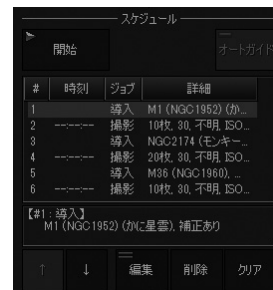 スケジュール
開始
オートガイド
# 時刻 ジョブ 詳細
1 導入 M1 (NGC1952) (か...
2 --:--:-- 撮影 10枚, 30, 不明, ISO...
3 導入 NGC2174 (モンキー...
4 --:--:-- 撮影 20枚, 30, 不明, ISO...
5 導入 M36 (NGC1960), ...
6 --:--:-- 撮影 10枚, 30, 不明, ISO...
【#1 : 導入】
M1 (NGC1952) (かに星雲), 補正あり
↑ ↓ 編集 削除 クリア